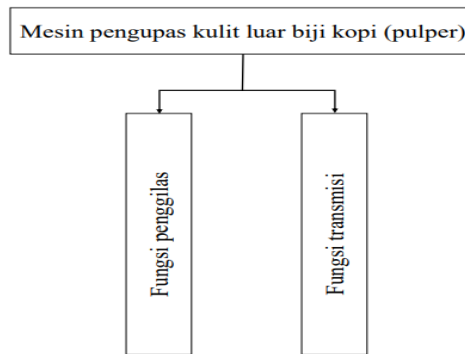 Mesin pengupas kulit luar biji kopi (pulper)
Fungsi penggilas
Fungsi transmisi